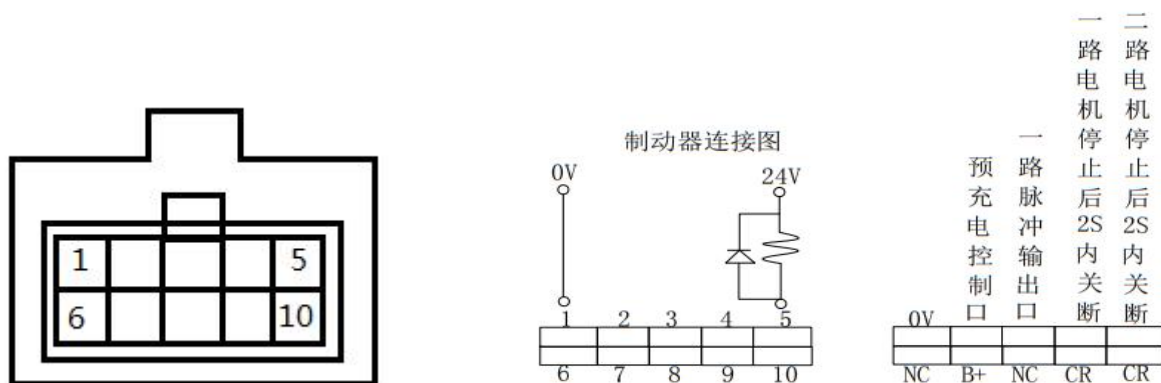 1
5
6
10
制动器连接图
0V
24V
1 2 3 4 5
6 7 8 9 10
预充电控制口
一路脉冲输出口
一路电机停止后2S内关断
二路电机停止后2S内关断
0V
NC B+ NC CR CR